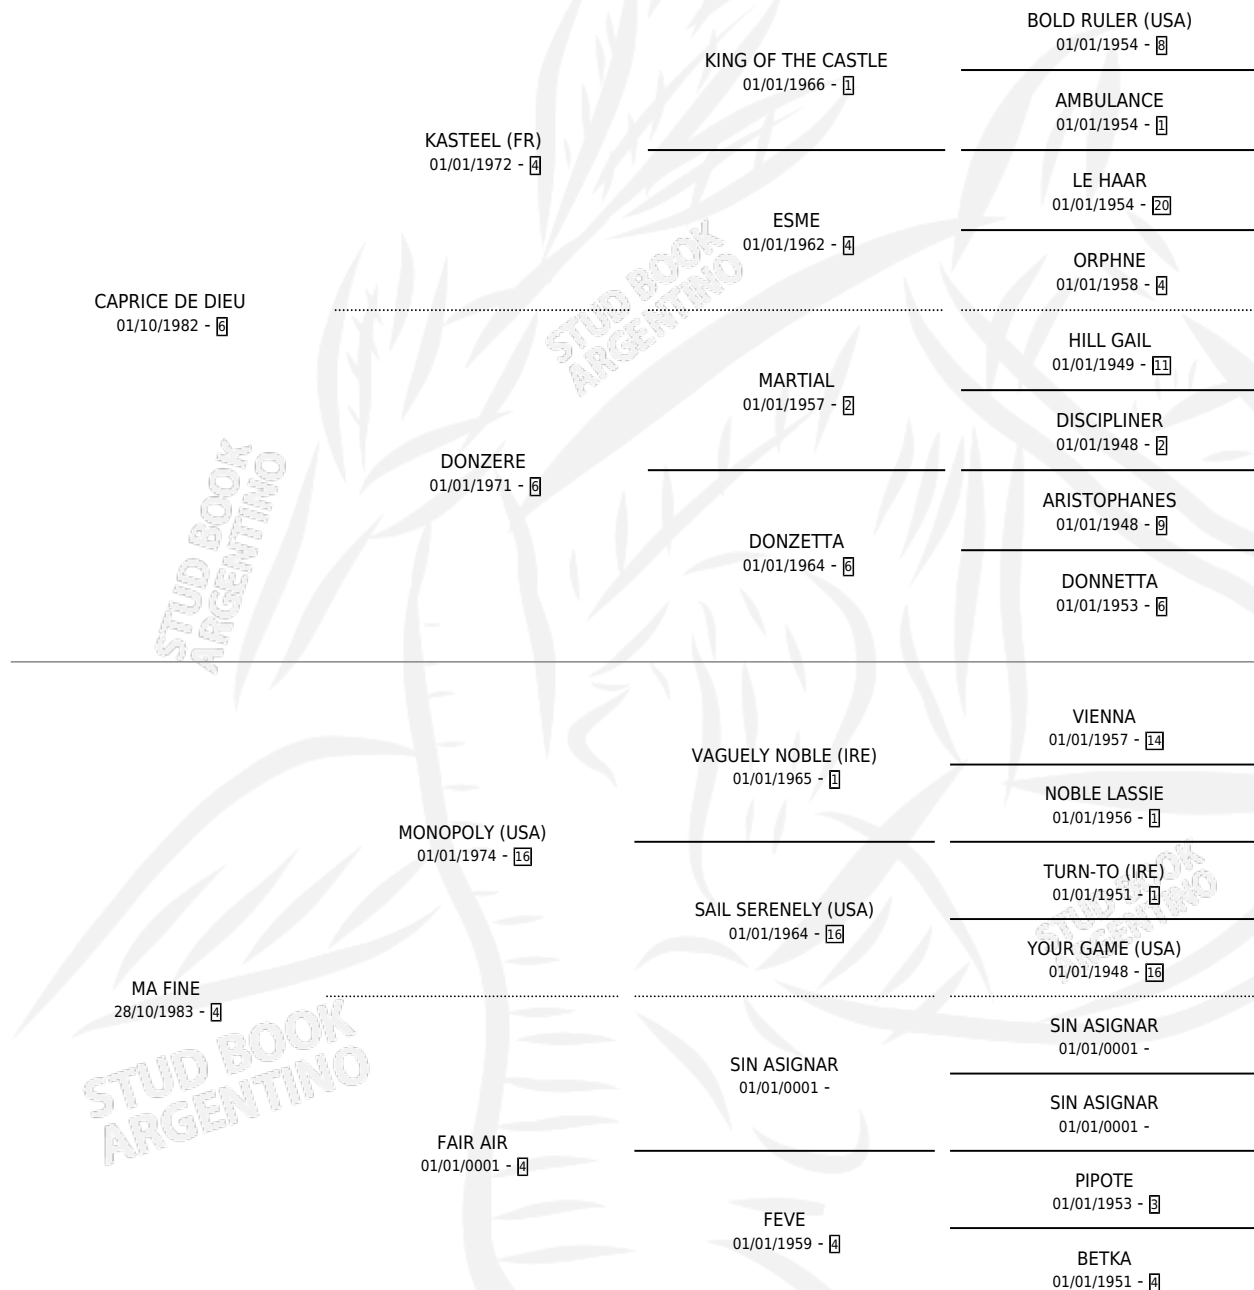 BOLD RULER (USA)
01/01/1954 - 8
KING OF THE CASTLE
01/01/1966 - 1
AMBULANCE
01/01/1954 - 1
KASTEEL (FR)
01/01/1972 - 4
LE HAAR
01/01/1954 - 20
ESME
01/01/1962 - 4
ORPHNE
01/01/1958 - 4
CAPRICE DE DIEU
01/10/1982 - 6
HILL GAIL
01/01/1949 - 11
MARTIAL
01/01/1957 - 2
DISCIPLINER
01/01/1948 - 2
DONZERE
01/01/1971 - 6
ARISTOPHANES
01/01/1948 - 9
DONZETTA
01/01/1964 - 6
DONNETTA
01/01/1953 - 6
VIENNA
01/01/1957 - 14
VAGUELY NOBLE (IRE)
01/01/1965 - 1
NOBLE LASSIE
01/01/1956 - 1
MONOPOLY (USA)
01/01/1974 - 16
TURN-TO (IRE)
01/01/1951 - 1
SAIL SERENELY (USA)
01/01/1964 - 16
YOUR GAME (USA)
01/01/1948 - 16
MA FINE
28/10/1983 - 4
SIN ASIGNAR
01/01/0001 -
SIN ASIGNAR
01/01/0001 -
SIN ASIGNAR
01/01/0001 -
FAIR AIR
01/01/0001 - 4
PIPOTE
01/01/1953 - 3
FEVE
01/01/1959 - 4
BETKA
01/01/1951 - 4
STUD BOOK
ARGENTINO
STUD BOOK
ARGENTINO
STUD BOOK
ARGENTINO
STUD BOOK
ARGENTINO